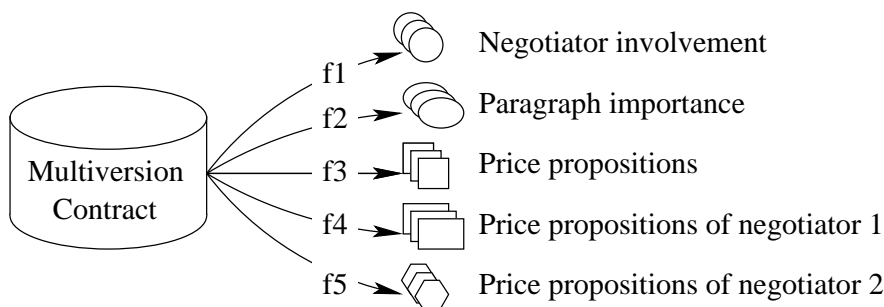 f1 Negotiator involvement
f2 Paragraph importance
Multiversion
Contract
f3 Price propositions
f4 Price propositions of negotiator 1
f5 Price propositions of negotiator 2